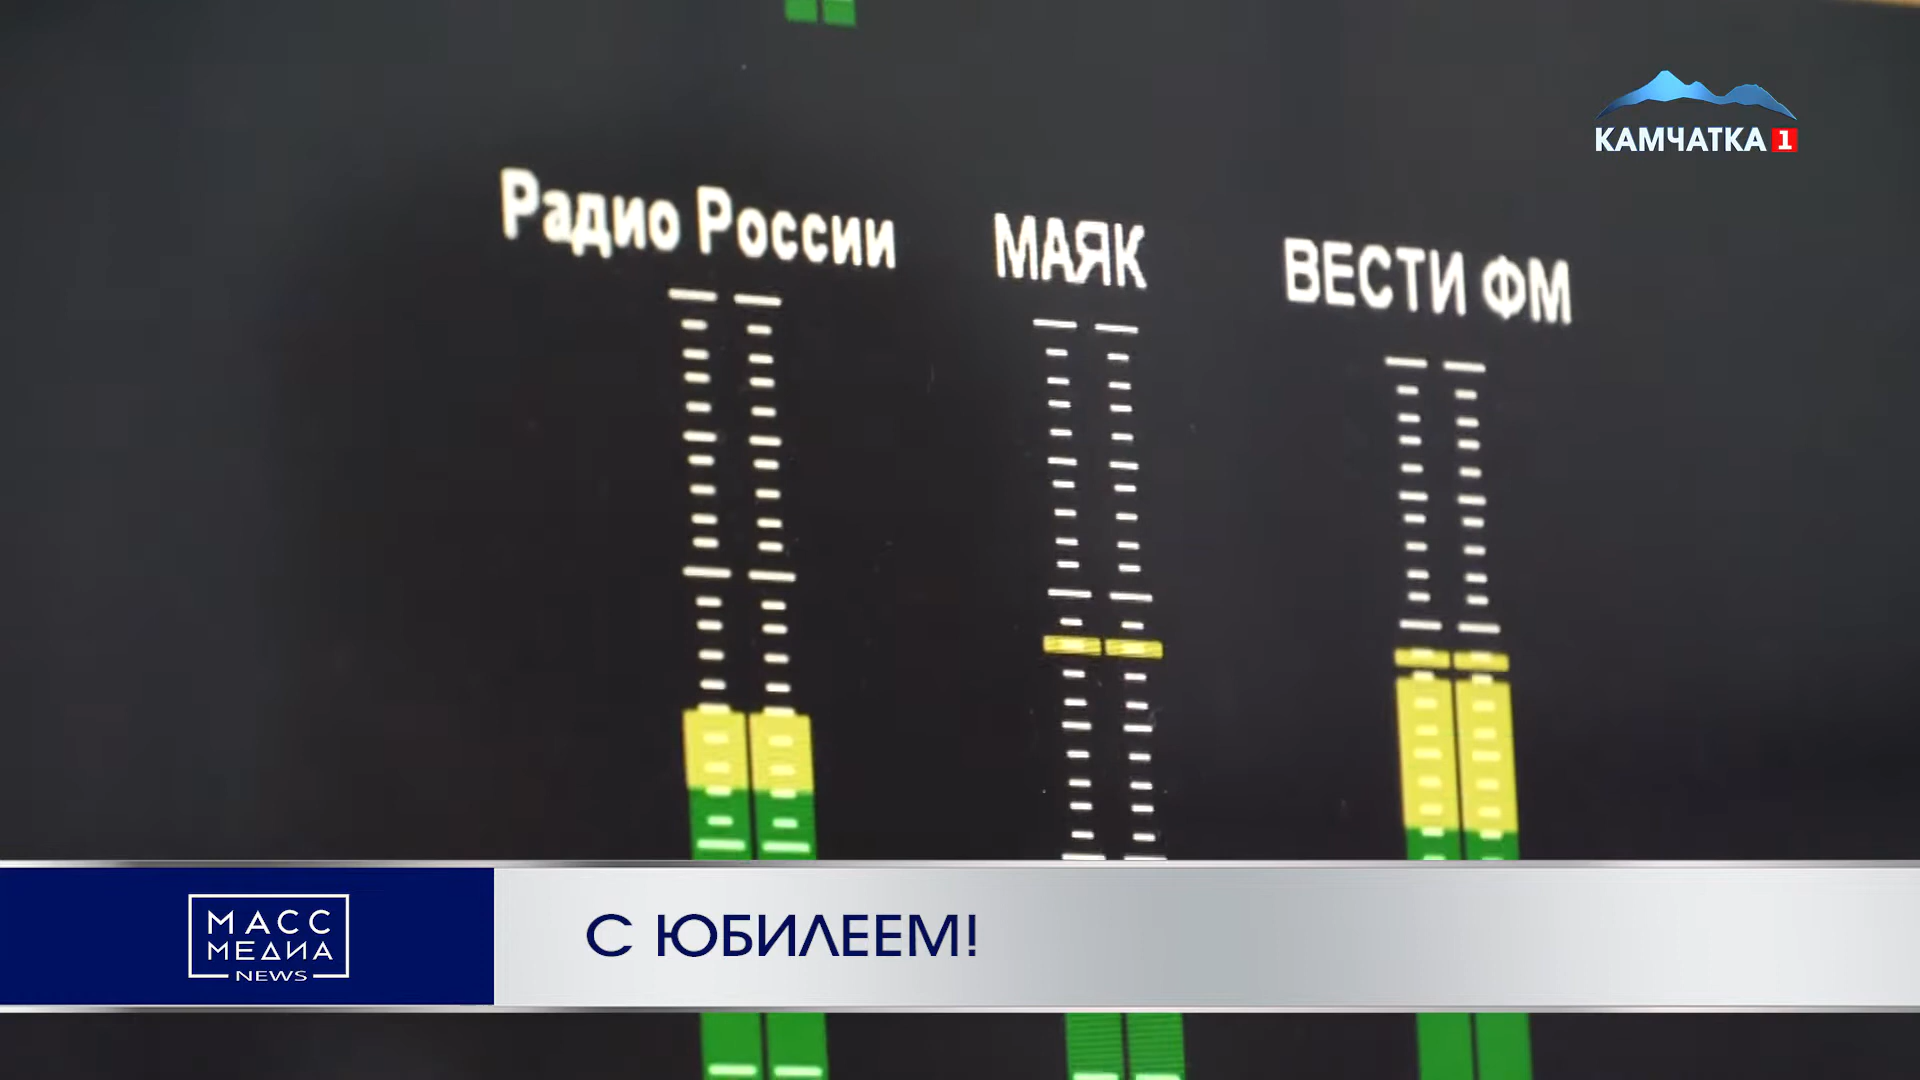 КАМЧАТКА 1
Радио России
МАЯК
ВЕСТИ ФМ
МАСС
МЕДИА
NEWS
С ЮБИЛЕЕМ!